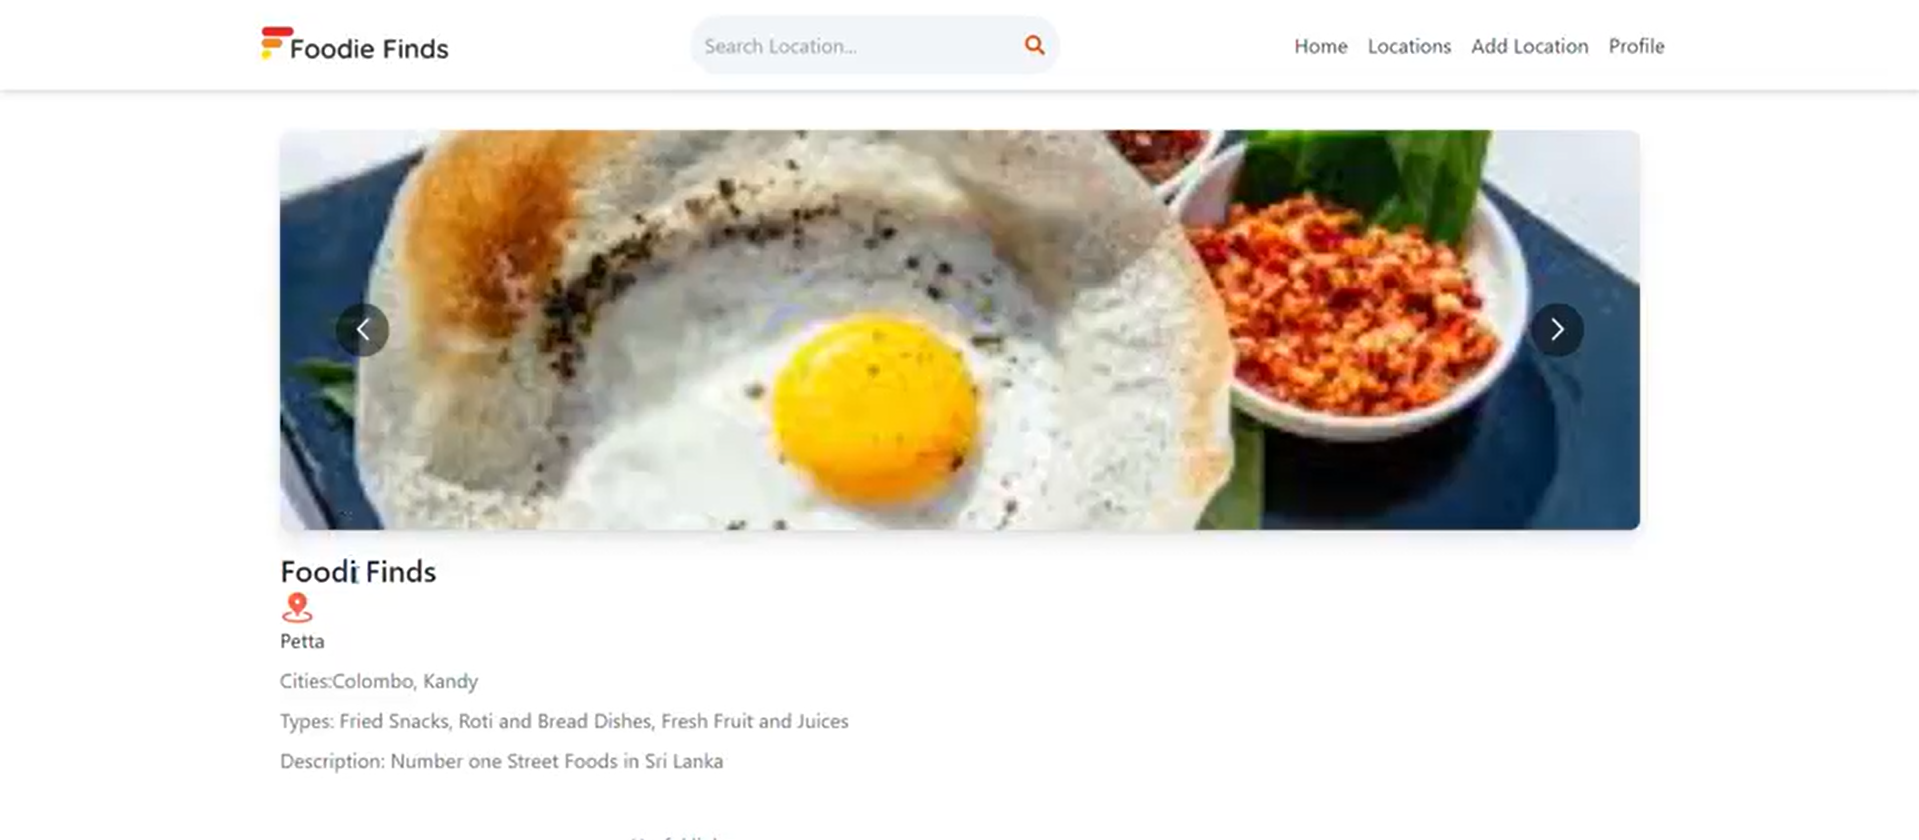 Foodie Finds
Search Location...
Home Locations Add Location Profile
Foodi Finds
Petta
Cities:Colombo, Kandy
Types: Fried Snacks, Roti and Bread Dishes, Fresh Fruit and Juices
Description: Number one Street Foods in Sri Lanka